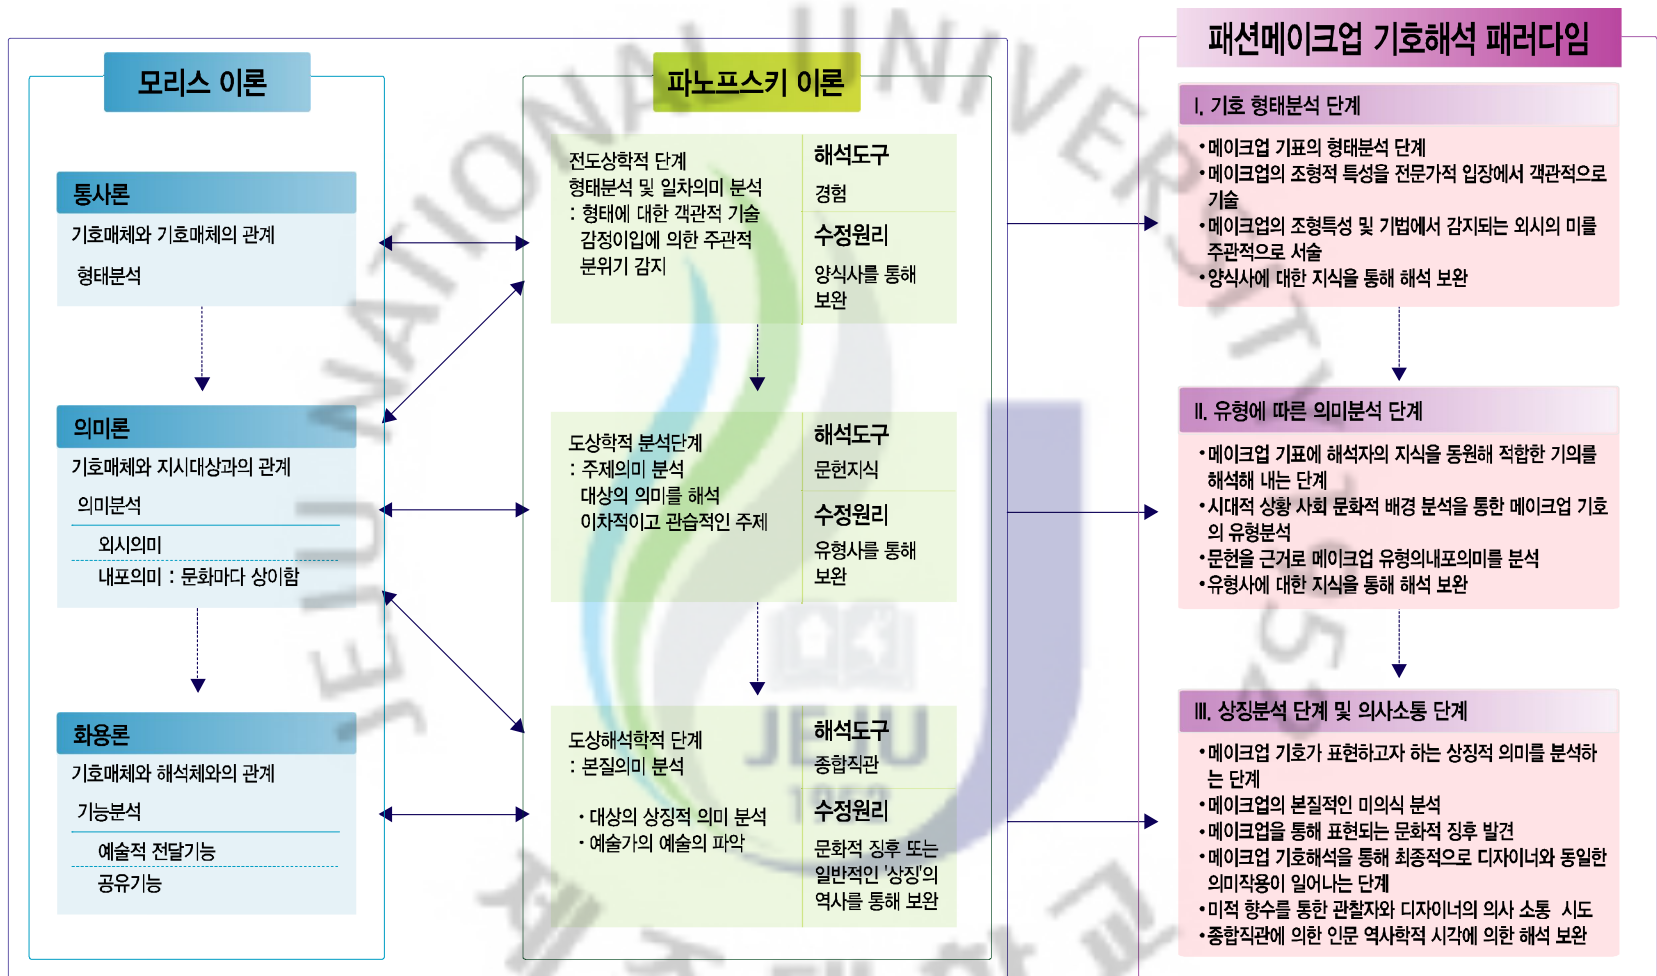 모리스 이론
통사론
기호매체와 기호매체의 관계
형태분석
의미론
기호매체와 지시대상과의 관계
의미분석
외시의미
내포의미 : 문화마다 상이함
화용론
기호매체와 해석체와의 관계
기능분석
예술적 전달기능
공유기능
파노프스키 이론
전도상학적 단계
형태분석 및 일차의미 분석
: 형태에 대한 객관적 기술
감정이입에 의한 주관적
분위기 감지
해석도구
경험
수정원리
양식사를 통해
보완
도상학적 분석단계
: 주제의미 분석
대상의 의미를 해석
이차적이고 관습적인 주제
해석도구
문헌지식
수정원리
유형사를 통해
보완
도상해석학적 단계
: 본질의미 분석
・대상의 상징적 의미 분석
・예술가의 예술의 파악
해석도구
종합직관
수정원리
문화적 징후 또는
일반적인 '상징'의
역사를 통해 보완
패션메이크업 기호해석 패러다임
Ⅰ. 기호 형태분석 단계
•메이크업 기표의 형태분석 단계
•메이크업의 조형적 특성을 전문가적 입장에서 객관적으로
기술
•메이크업의 조형특성 및 기법에서 감지되는 외시의 미를
주관적으로 서술
•양식사에 대한 지식을 통해 해석 보완
Ⅱ. 유형에 따른 의미분석 단계
•메이크업 기표에 해석자의 지식을 동원해 적합한 기의를
해석해 내는 단계
•시대적 상황 사회 문화적 배경 분석을 통한 메이크업 기호
의 유형분석
•문헌을 근거로 메이크업 유형의내포의미를 분석
•유형사에 대한 지식을 통해 해석 보완
Ⅲ. 상징분석 단계 및 의사소통 단계
•메이크업 기호가 표현하고자 하는 상징적 의미를 분석하
는 단계
•메이크업의 본질적인 미의식 분석
•메이크업을 통해 표현되는 문화적 징후 발견
•메이크업 기호해석을 통해 최종적으로 디자이너와 동일한
의미작용이 일어나는 단계
•미적 향수를 통한 관찰자와 디자이너의 의사 소통 시도
•종합직관에 의한 인문 역사학적 시각에 의한 해석 보완
JEJU NATIONAL UNIVERSITY 1952
JEJU
1952
제주대학교